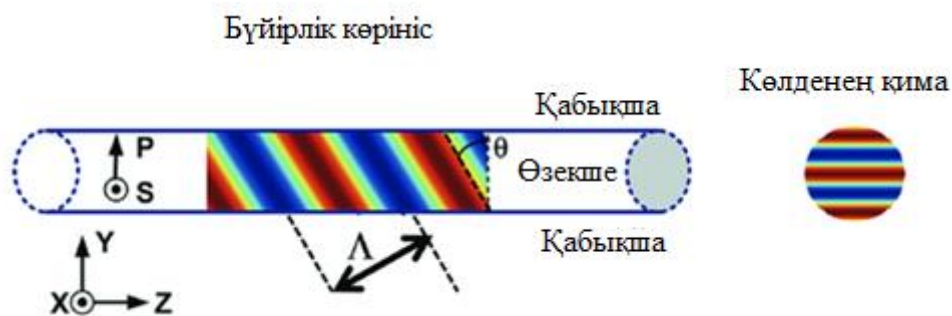 Бүйірлік көрініс
Көлденең қима
Қабықша
P
S
θ
Өзекше
Қабықша
Λ
Y
X
Z